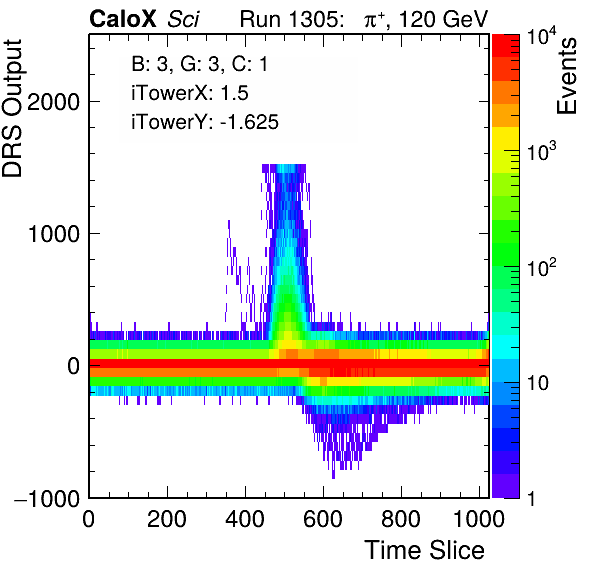 CaloX Sci Run 1305: π⁺, 120 GeV
B: 3, G: 3, C: 1
iTowerX: 1.5
iTowerY: -1.625
DRS Output
2000
1000
0
−1000
0 200 400 600 800 1000
Time Slice
Events
10⁴
10³
10²
10
1